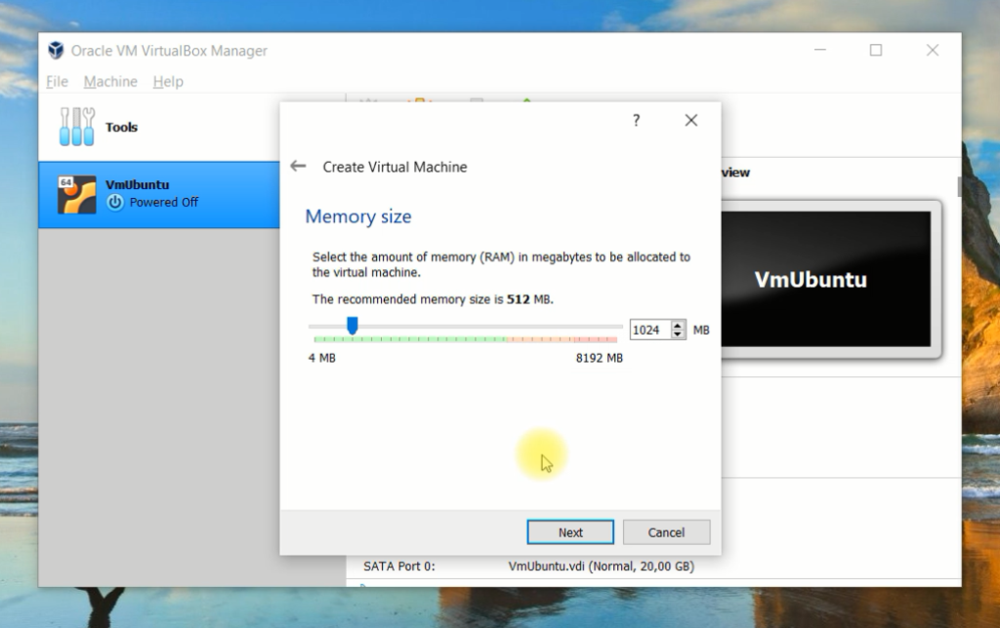 Oracle VM VirtualBox Manager
File Machine Help
Tools
64
VmUbuntu
Powered Off
?
Create Virtual Machine
Memory size
Select the amount of memory (RAM) in megabytes to be allocated to
the virtual machine.
The recommended memory size is 512 MB.
1024 MB
4 MB 8192 MB
Next Cancel
view
VmUbuntu
SATA Port 0: VmUbuntu.vdi (Normal, 20,00 GB)